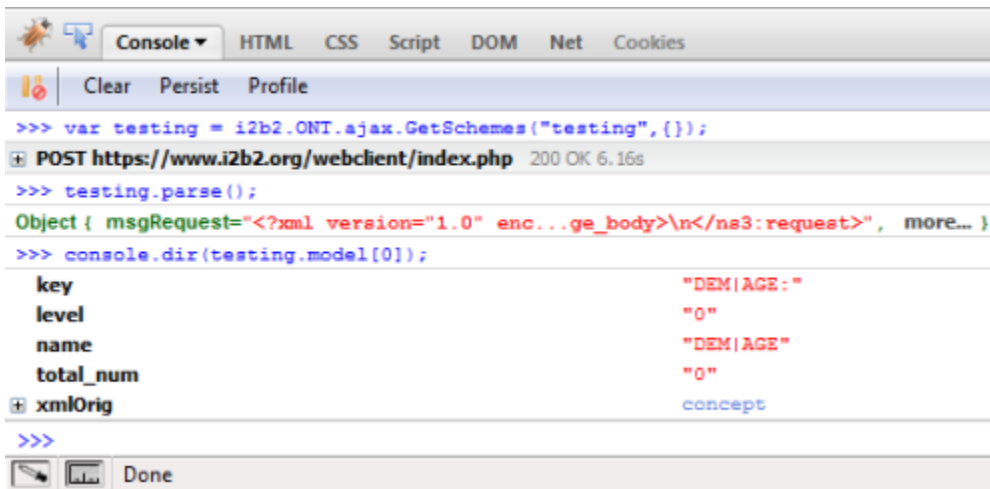 Console HTML CSS Script DOM Net Cookies
Clear Persist Profile
>>> var testing = i2b2.ONT.ajax.GetSchemes("testing",{});
POST https://www.i2b2.org/webclient/index.php 200 OK 6.16s
>>> testing.parse();
Object { msgRequest="<?xml version="1.0" enc...ge_body>\n</ns3:request>", more... }
>>> console.dir(testing.model[0]);
key "DEM|AGE:"
level "0"
name "DEM|AGE"
total_num "0"
xmlOrig concept
>>>
Done